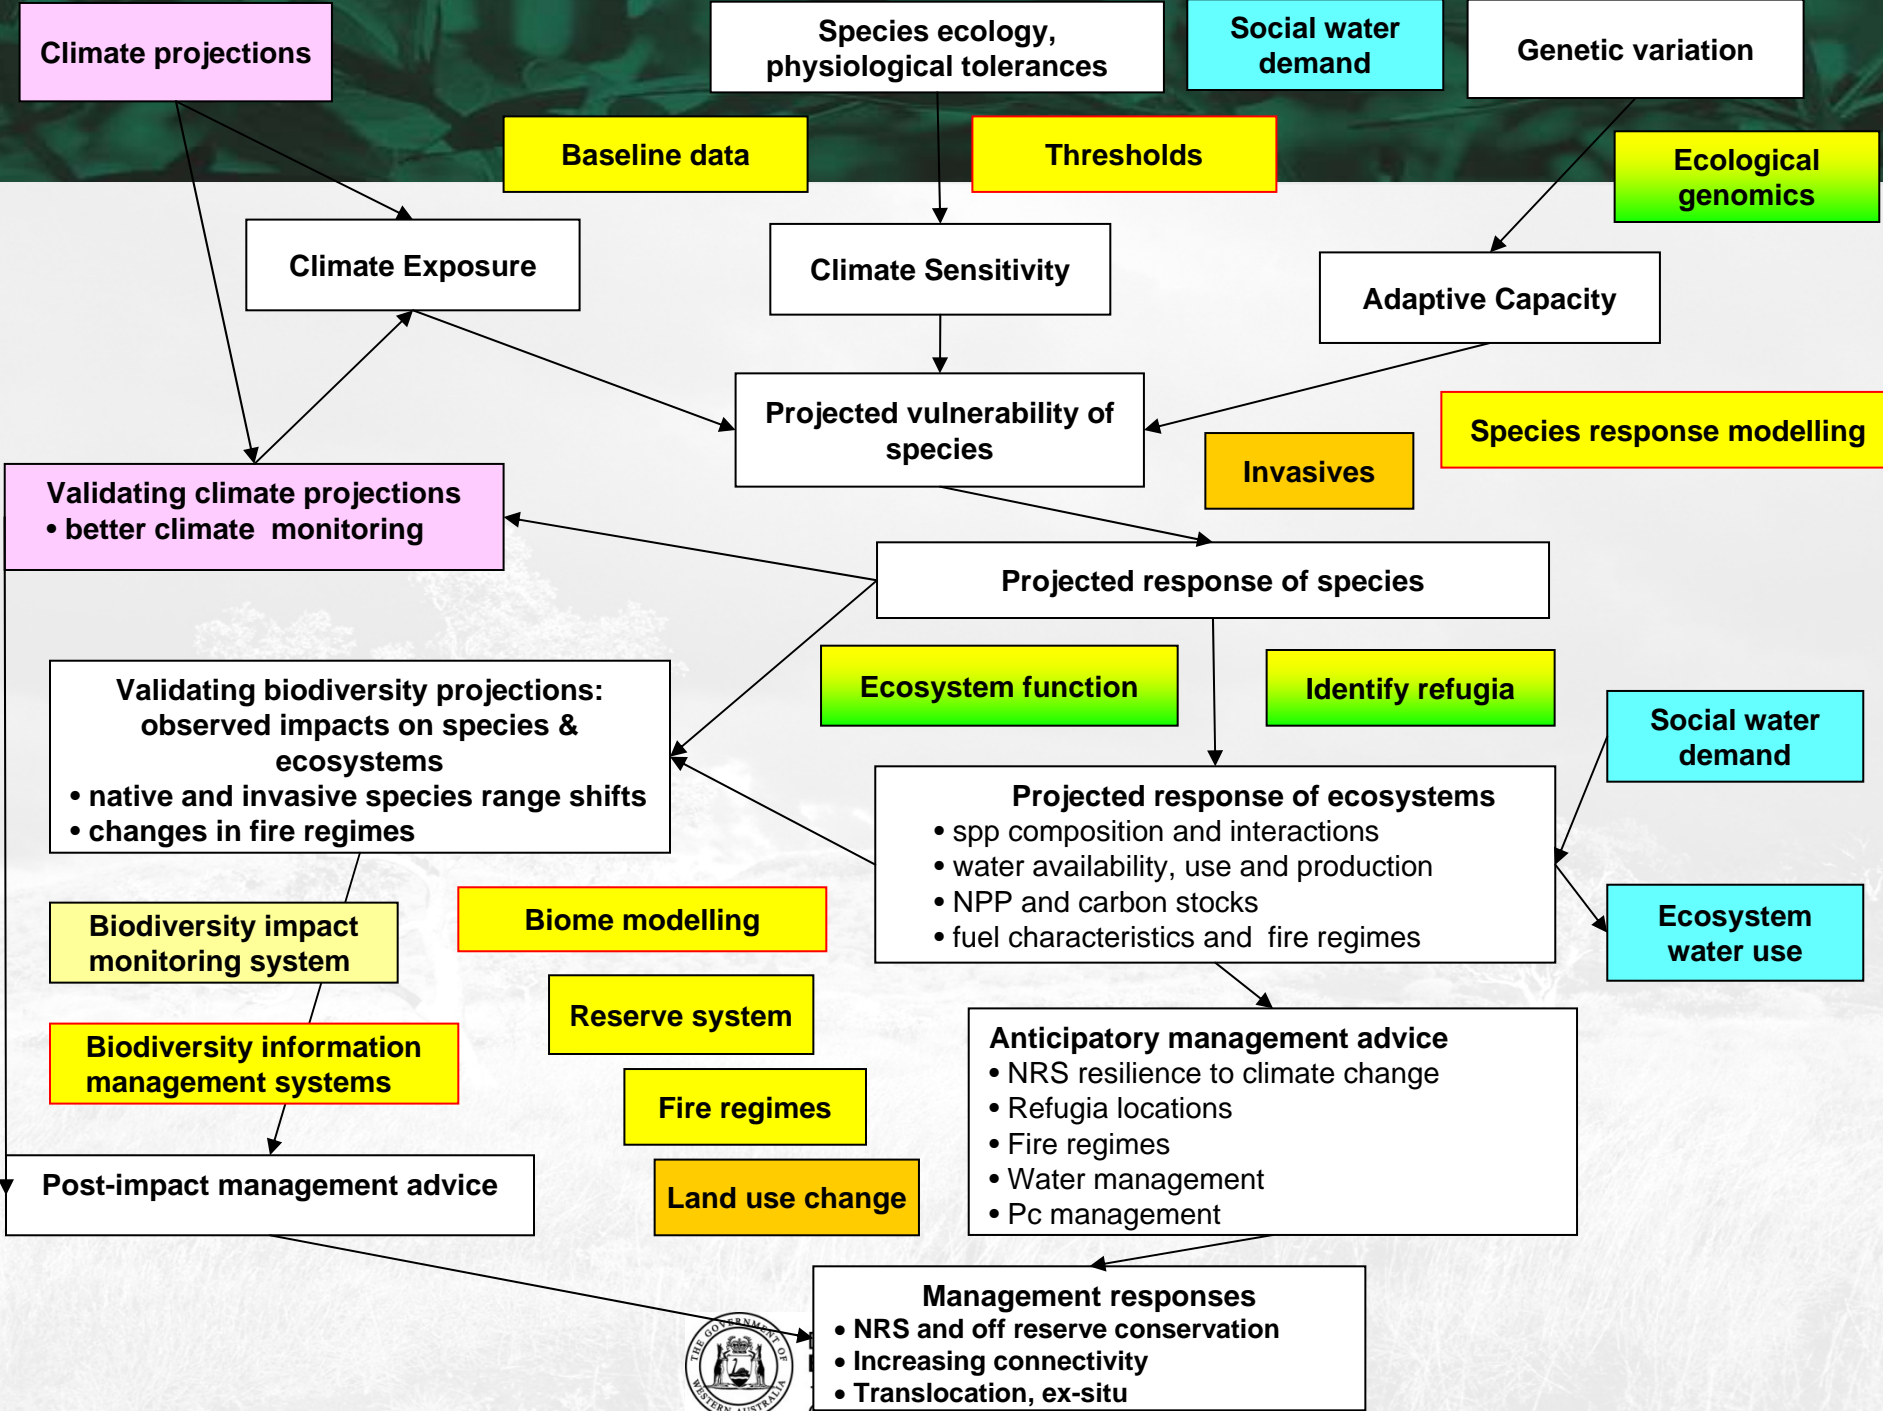 Climate projections
Species ecology,
physiological tolerances
Social water
demand
Genetic variation
Baseline data
Thresholds
Ecological
genomics
Climate Exposure
Climate Sensitivity
Adaptive Capacity
Projected vulnerability of
species
Species response modelling
Invasives
Validating climate projections
• better climate monitoring
Projected response of species
Validating biodiversity projections:
observed impacts on species &
ecosystems
• native and invasive species range shifts
• changes in fire regimes
Ecosystem function
Identify refugia
Social water
demand
Projected response of ecosystems
• spp composition and interactions
• water availability, use and production
• NPP and carbon stocks
• fuel characteristics and fire regimes
Ecosystem
water use
Biodiversity impact
monitoring system
Biome modelling
Reserve system
Biodiversity information
management systems
Fire regimes
Anticipatory management advice
• NRS resilience to climate change
• Refugia locations
• Fire regimes
• Water management
• Pc management
Post-impact management advice
Land use change
Management responses
• NRS and off reserve conservation
• Increasing connectivity
• Translocation, ex-situ
THE GOVERNMENT OF
WESTERN AUSTRALIA